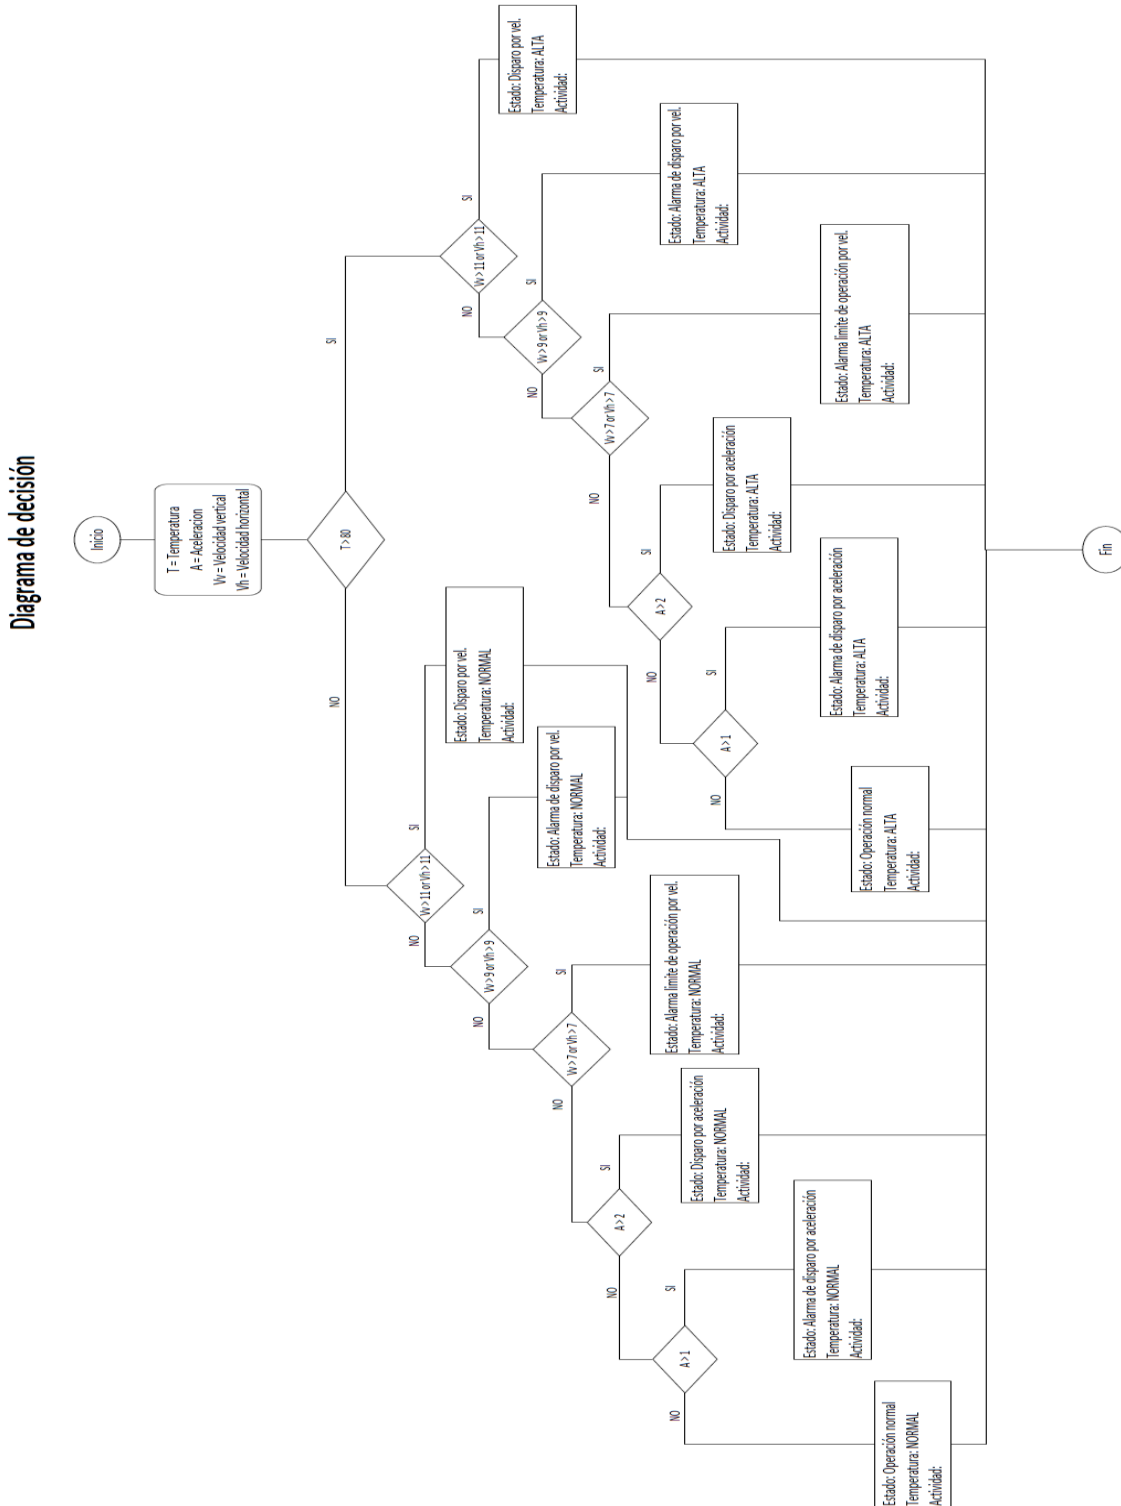 Diagrama de decisión
Inicio
T = Temperatura
A = Aceleracion
Vv = Velocidad vertical
Vh = Velocidad horizontal
T > 80
NO
SI
Vv > 11 or Vh > 11
NO
SI
Estado: Disparo por vel.
Temperatura: NORMAL
Actividad:
Vv > 9 or Vh > 9
NO
SI
Estado: Alarma de disparo por vel.
Temperatura: NORMAL
Actividad:
Vv > 7 or Vh > 7
NO
SI
Estado: Alarma limite de operación por vel.
Temperatura: NORMAL
Actividad:
A > 2
NO
SI
Estado: Disparo por aceleración
Temperatura: NORMAL
Actividad:
A > 1
NO
SI
Estado: Alarma de disparo por aceleración
Temperatura: NORMAL
Actividad:
Estado: Operación normal
Temperatura: NORMAL
Actividad:
Vv > 11 or Vh > 11
NO
SI
Estado: Disparo por vel.
Temperatura: ALTA
Actividad:
Vv > 9 or Vh > 9
NO
SI
Estado: Alarma de disparo por vel.
Temperatura: ALTA
Actividad:
Vv > 7 or Vh > 7
NO
SI
Estado: Alarma limite de operación por vel.
Temperatura: ALTA
Actividad:
A > 2
NO
SI
Estado: Disparo por aceleración
Temperatura: ALTA
Actividad:
A > 1
NO
SI
Estado: Alarma de disparo por aceleración
Temperatura: ALTA
Actividad:
Estado: Operación normal
Temperatura: ALTA
Actividad:
Fin